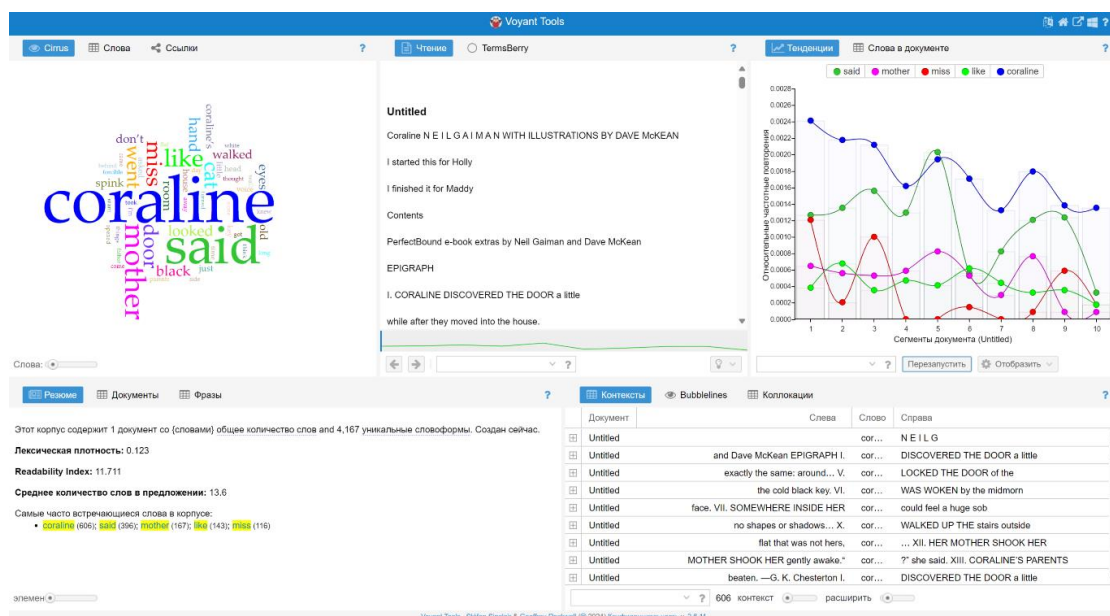 Voyant Tools
?
Cirrus Слова Ссылки ?
don't hand coraline's white
miss like walked
went cat head thought
spink room house eyes
coraline
mother door looked said old
black just
Слова:
Чтение TermsBerry ?
Untitled
Coraline N E I L G A I M A N WITH ILLUSTRATIONS BY DAVE McKEAN
I started this for Holly
I finished it for Maddy
Contents
PerfectBound e-book extras by Neil Gaiman and Dave McKean
EPIGRAPH
I. CORALINE DISCOVERED THE DOOR a little
while after they moved into the house.
?
Тенденции Слова в документе ?
said mother miss like coraline
0.0028
0.0026
0.0024
0.0022
0.0020
0.0018
0.0016
0.0014
0.0012
0.0010
0.0008
0.0006
0.0004
0.0002
0.0000
Относительные частотные повторения
1 2 3 4 5 6 7 8 9 10
Сегменты документа (Untitled)
? Перезапустить Отобразить
Резюме Документы Фразы ?
Этот корпус содержит 1 документ со {словами} общее количество слов and 4,167 уникальные словоформы. Создан сейчас.
Лексическая плотность: 0.123
Readability Index: 11.711
Среднее количество слов в предложении: 13.6
Самые часто встречающиеся слова в корпусе:
coraline (606); said (396); mother (167); like (143); miss (116)
элемен
Контексты Bubblelines Коллокации ?
Документ Слева Слово Справа
Untitled cor... N E I L G
Untitled and Dave McKean EPIGRAPH I. cor... DISCOVERED THE DOOR a little
Untitled exactly the same: around... V. cor... LOCKED THE DOOR of the
Untitled the cold black key. VI. cor... WAS WOKEN by the midmorn
Untitled face. VII. SOMEWHERE INSIDE HER cor... could feel a huge sob
Untitled no shapes or shadows... X. cor... WALKED UP THE stairs outside
Untitled flat that was not hers, cor... ... XII. HER MOTHER SHOOK HER
Untitled MOTHER SHOOK HER gently awake." cor... ?" she said. XIII. CORALINE'S PARENTS
Untitled beaten. —G. K. Chesterton I. cor... DISCOVERED THE DOOR a little
? 606 контекст расширить